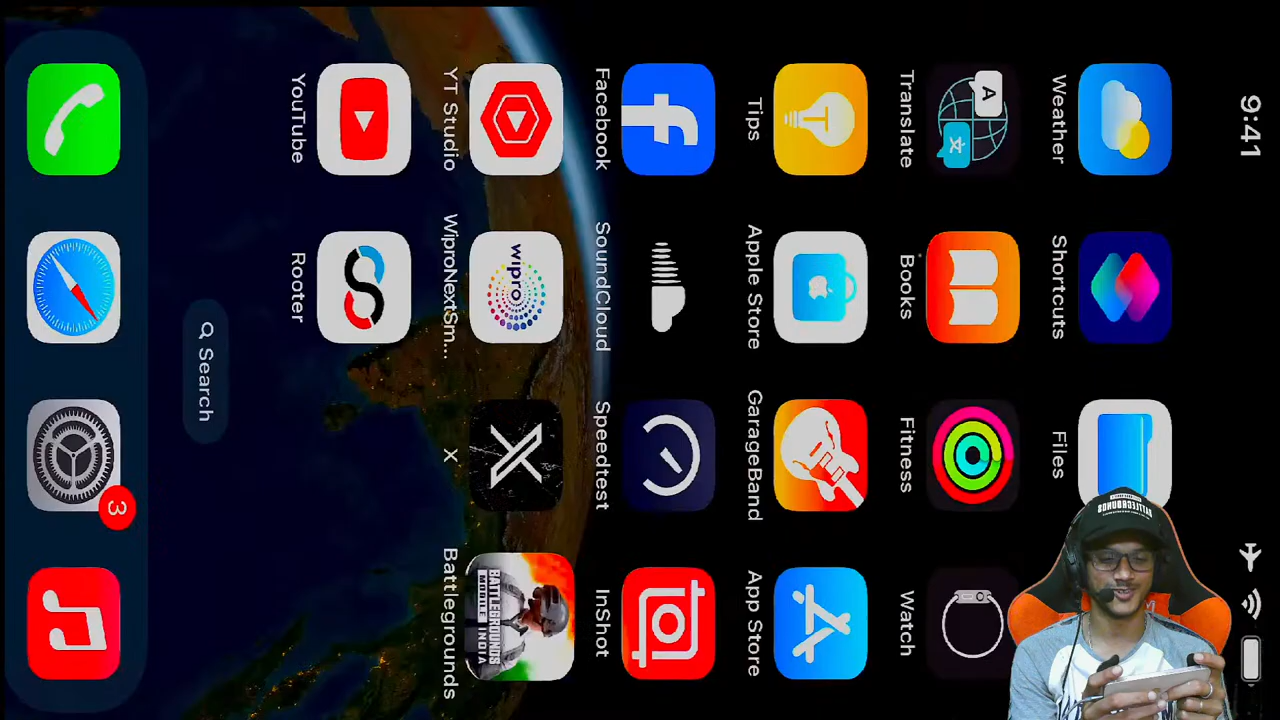 9:41
Weather
Shortcuts
Files
Translate
Books
Fitness
Watch
Tips
Apple Store
GarageBand
App Store
Facebook
SoundCloud
Speedtest
InShot
YT Studio
wipro
WiproNextSm...
X
BATTLEGROUNDS
MOBILE INDIA
Battlegrounds
YouTube
Rooter
Search
3
BATTLEGROUNDS